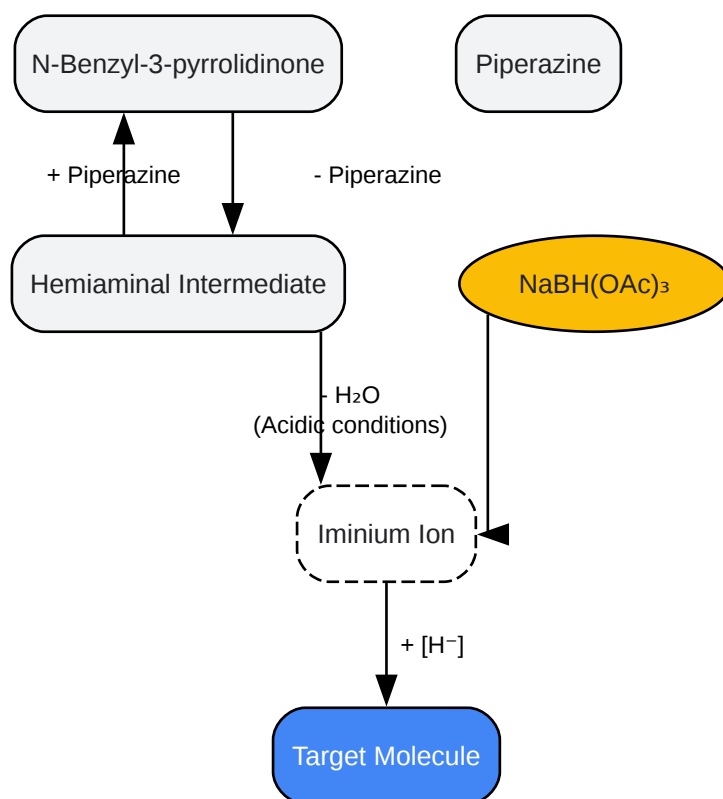 N-Benzyl-3-pyrrolidinone
Piperazine
+ Piperazine
- Piperazine
Hemiaminal Intermediate
NaBH(OAc)₃
- H₂O
(Acidic conditions)
Iminium Ion
+ [H⁻]
Target Molecule